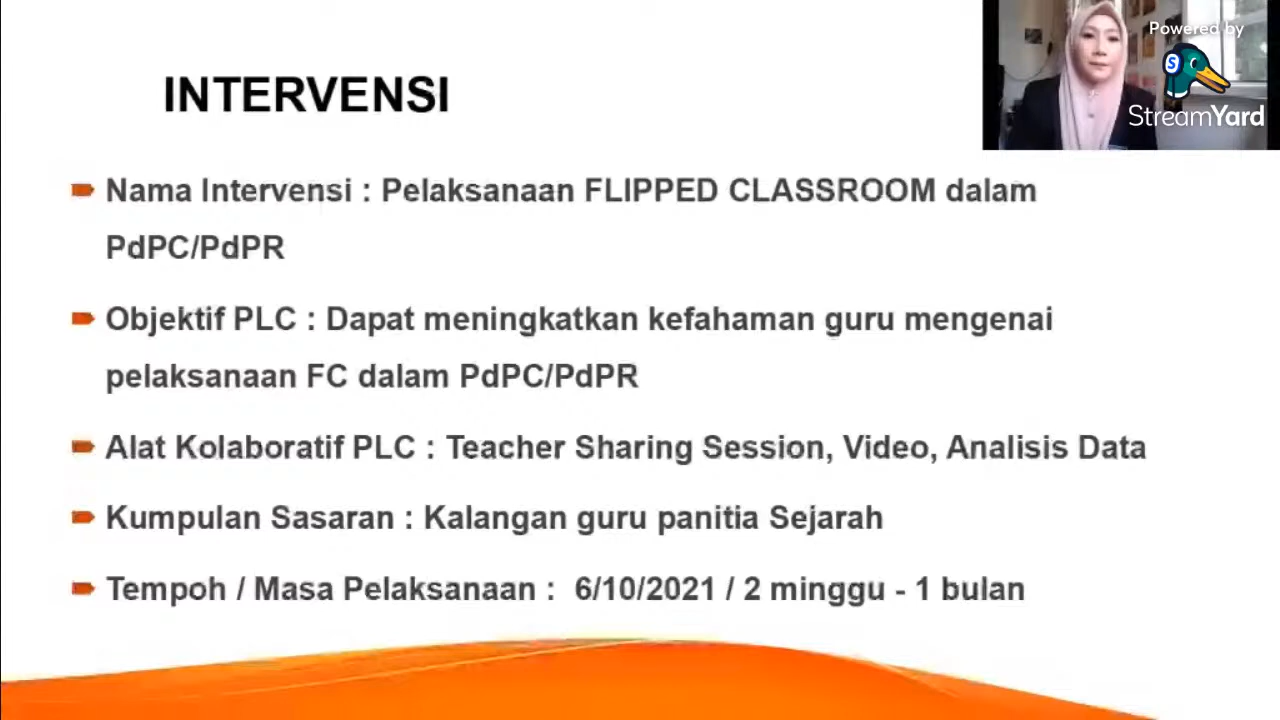 Powered by
S
StreamYard
INTERVENSI
Nama Intervensi : Pelaksanaan FLIPPED CLASSROOM dalam
PdPC/PdPR
Objektif PLC : Dapat meningkatkan kefahaman guru mengenai
pelaksanaan FC dalam PdPC/PdPR
Alat Kolaboratif PLC : Teacher Sharing Session, Video, Analisis Data
Kumpulan Sasaran : Kalangan guru panitia Sejarah
Tempoh / Masa Pelaksanaan : 6/10/2021 / 2 minggu - 1 bulan